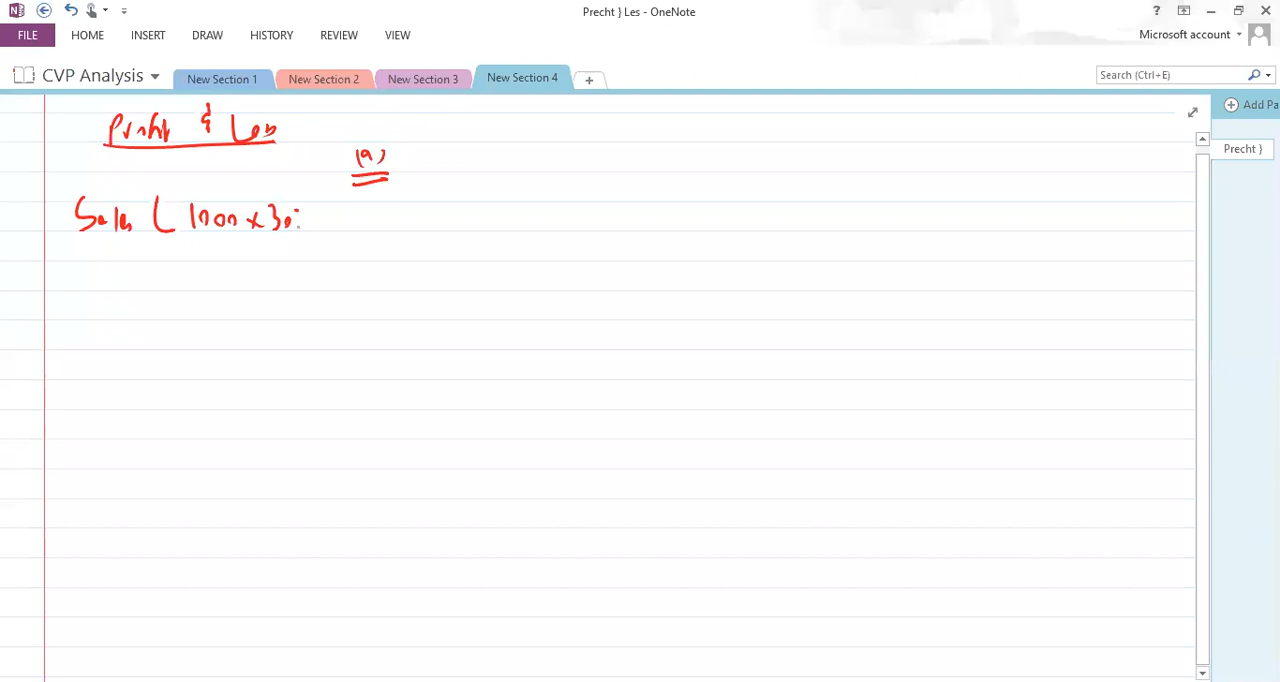 Precht } Les - OneNote
?
FILE HOME INSERT DRAW HISTORY REVIEW VIEW
Microsoft account
CVP Analysis New Section 1 New Section 2 New Section 3 New Section 4 +
Search (Ctrl+E)
Add Pa
Precht }
Profit & Loss
(a)
Sales ( 1000 x 30